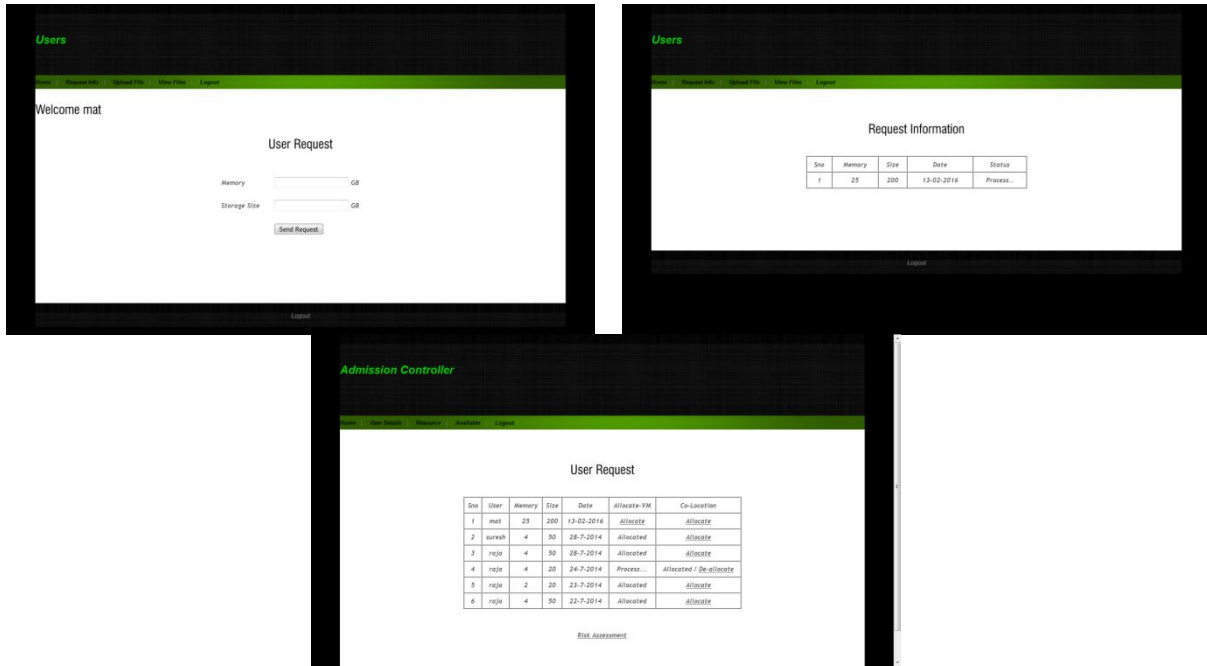 Users
Home Request Info Upload File View Files Logout
Welcome mat
User Request
Memory GB
Storage Size GB
Send Request
Logout
Users
Home Request Info Upload File View Files Logout
Request Information
Sno Memory Size Date Status
1 25 200 13-02-2016 Process...
Logout
Admission Controller
Home User Details Resource Available Logout
User Request
Sno User Memory Size Date Allocate-VM Co-Location
1 mat 25 200 13-02-2016 Allocate Allocate
2 suresh 4 50 28-7-2014 Allocated Allocate
3 raja 4 50 28-7-2014 Allocated Allocate
4 raja 4 20 24-7-2014 Process... Allocated / De-allocate
5 raja 2 20 23-7-2014 Allocated Allocate
6 raja 4 50 22-7-2014 Allocated Allocate
Risk Assessment